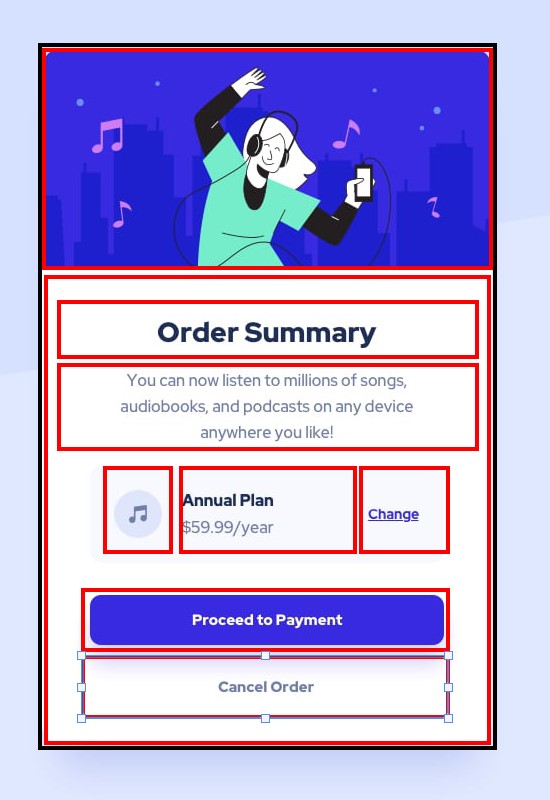 Order Summary
You can now listen to millions of songs,
audiobooks, and podcasts on any device
anywhere you like!
Annual Plan
$59.99/year
Change
Proceed to Payment
Cancel Order